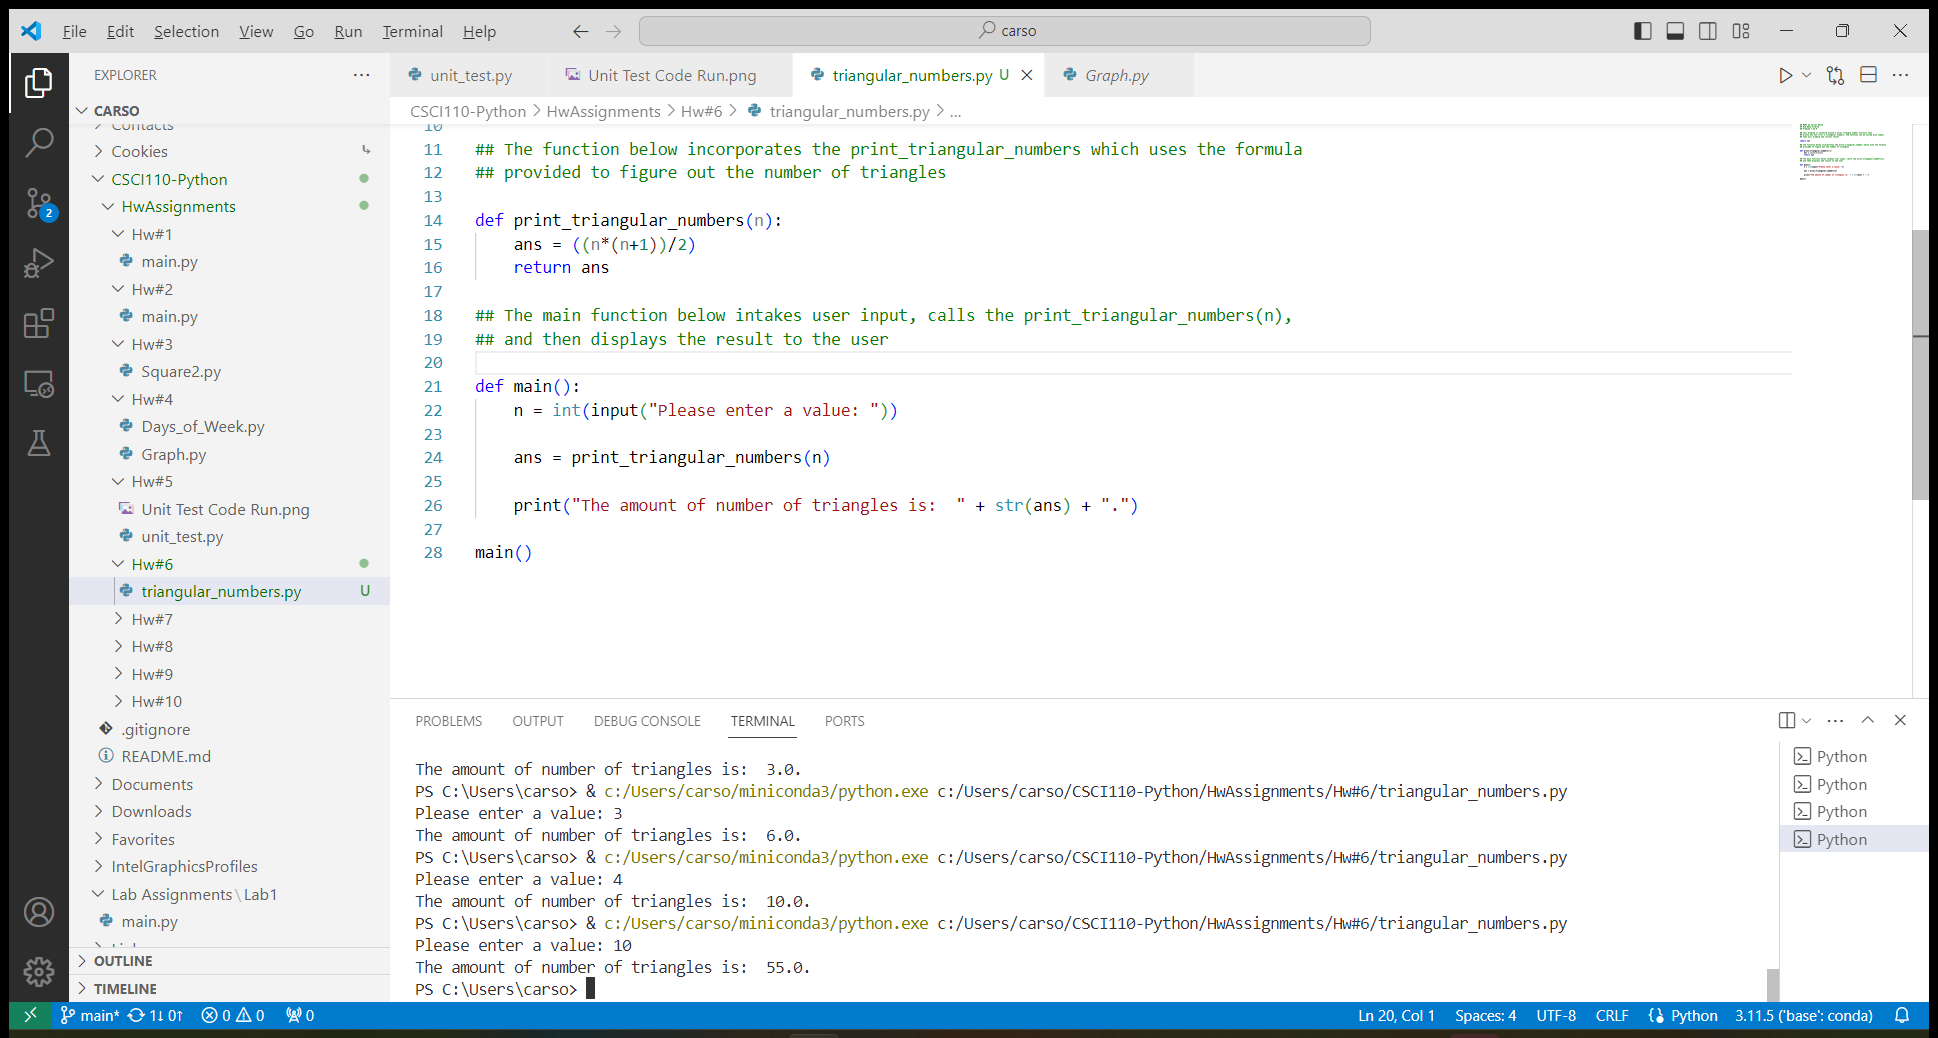 File Edit Selection View Go Run Terminal Help
carso
EXPLORER
unit_test.py
Unit Test Code Run.png
triangular_numbers.py U
Graph.py
CARSO
Contacts
Cookies
CSCI110-Python
HwAssignments
Hw#1
main.py
Hw#2
main.py
Hw#3
Square2.py
Hw#4
Days_of_Week.py
Graph.py
Hw#5
Unit Test Code Run.png
unit_test.py
Hw#6
triangular_numbers.py U
Hw#7
Hw#8
Hw#9
Hw#10
.gitignore
README.md
Documents
Downloads
Favorites
IntelGraphicsProfiles
Lab Assignments\Lab1
main.py
OUTLINE
TIMELINE
2
CSCI110-Python > HwAssignments > Hw#6 > triangular_numbers.py > ...
10
11 ## The function below incorporates the print_triangular_numbers which uses the formula
12 ## provided to figure out the number of triangles
13
14 def print_triangular_numbers(n):
15 ans = ((n*(n+1))/2)
16 return ans
17
18 ## The main function below intakes user input, calls the print_triangular_numbers(n),
19 ## and then displays the result to the user
20
21 def main():
22 n = int(input("Please enter a value: "))
23
24 ans = print_triangular_numbers(n)
25
26 print("The amount of number of triangles is:  " + str(ans) + ".")
27
28 main()
PROBLEMS OUTPUT DEBUG CONSOLE TERMINAL PORTS
The amount of number of triangles is:  3.0.
PS C:\Users\carso> & c:/Users/carso/miniconda3/python.exe c:/Users/carso/CSCI110-Python/HwAssignments/Hw#6/triangular_numbers.py
Please enter a value: 3
The amount of number of triangles is:  6.0.
PS C:\Users\carso> & c:/Users/carso/miniconda3/python.exe c:/Users/carso/CSCI110-Python/HwAssignments/Hw#6/triangular_numbers.py
Please enter a value: 4
The amount of number of triangles is:  10.0.
PS C:\Users\carso> & c:/Users/carso/miniconda3/python.exe c:/Users/carso/CSCI110-Python/HwAssignments/Hw#6/triangular_numbers.py
Please enter a value: 10
The amount of number of triangles is:  55.0.
PS C:\Users\carso>
Python
Python
Python
Python
main* 1↓ 0↑ 0 0 0
Ln 20, Col 1 Spaces: 4 UTF-8 CRLF Python 3.11.5 ('base': conda)